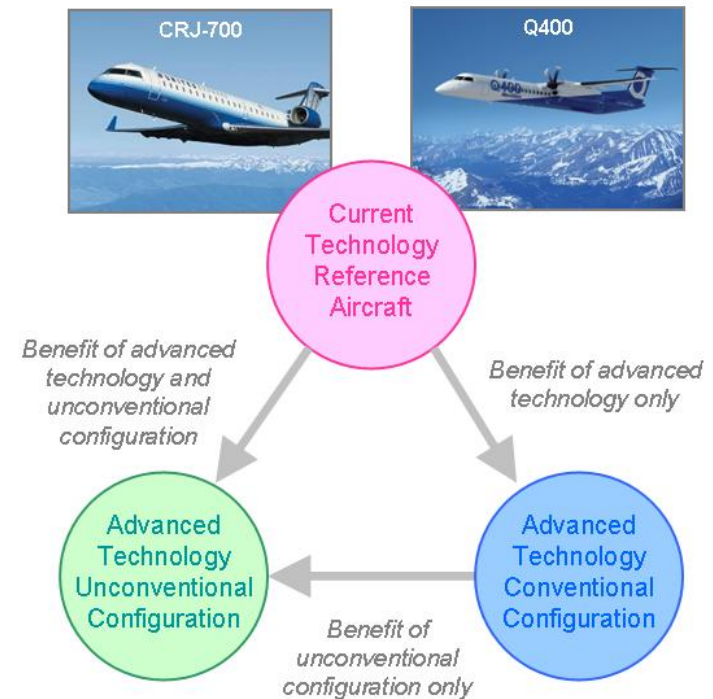 CRJ-700
Q400
Q400
Current
Technology
Reference
Aircraft
Benefit of advanced
technology and
unconventional
configuration
Benefit of advanced
technology only
Advanced
Technology
Unconventional
Configuration
Advanced
Technology
Conventional
Configuration
Benefit of
unconventional
configuration only